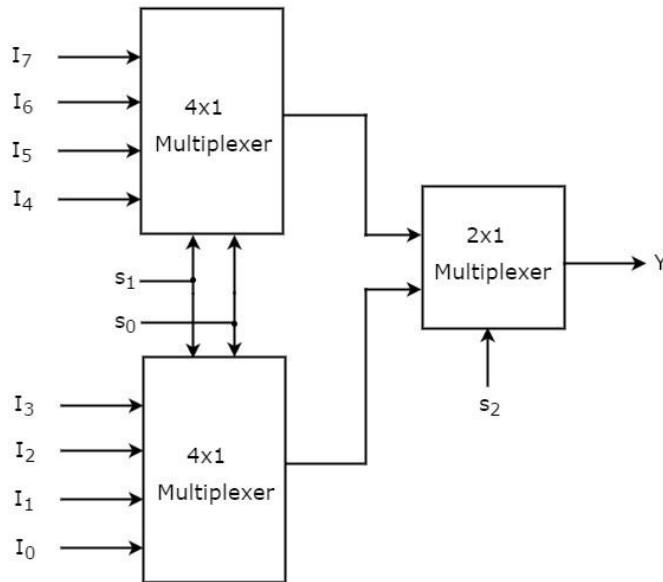 I₇
I₆
I₅
I₄
4x1
Multiplexer
s₁
s₀
I₃
I₂
I₁
I₀
4x1
Multiplexer
2x1
Multiplexer
s₂
Y